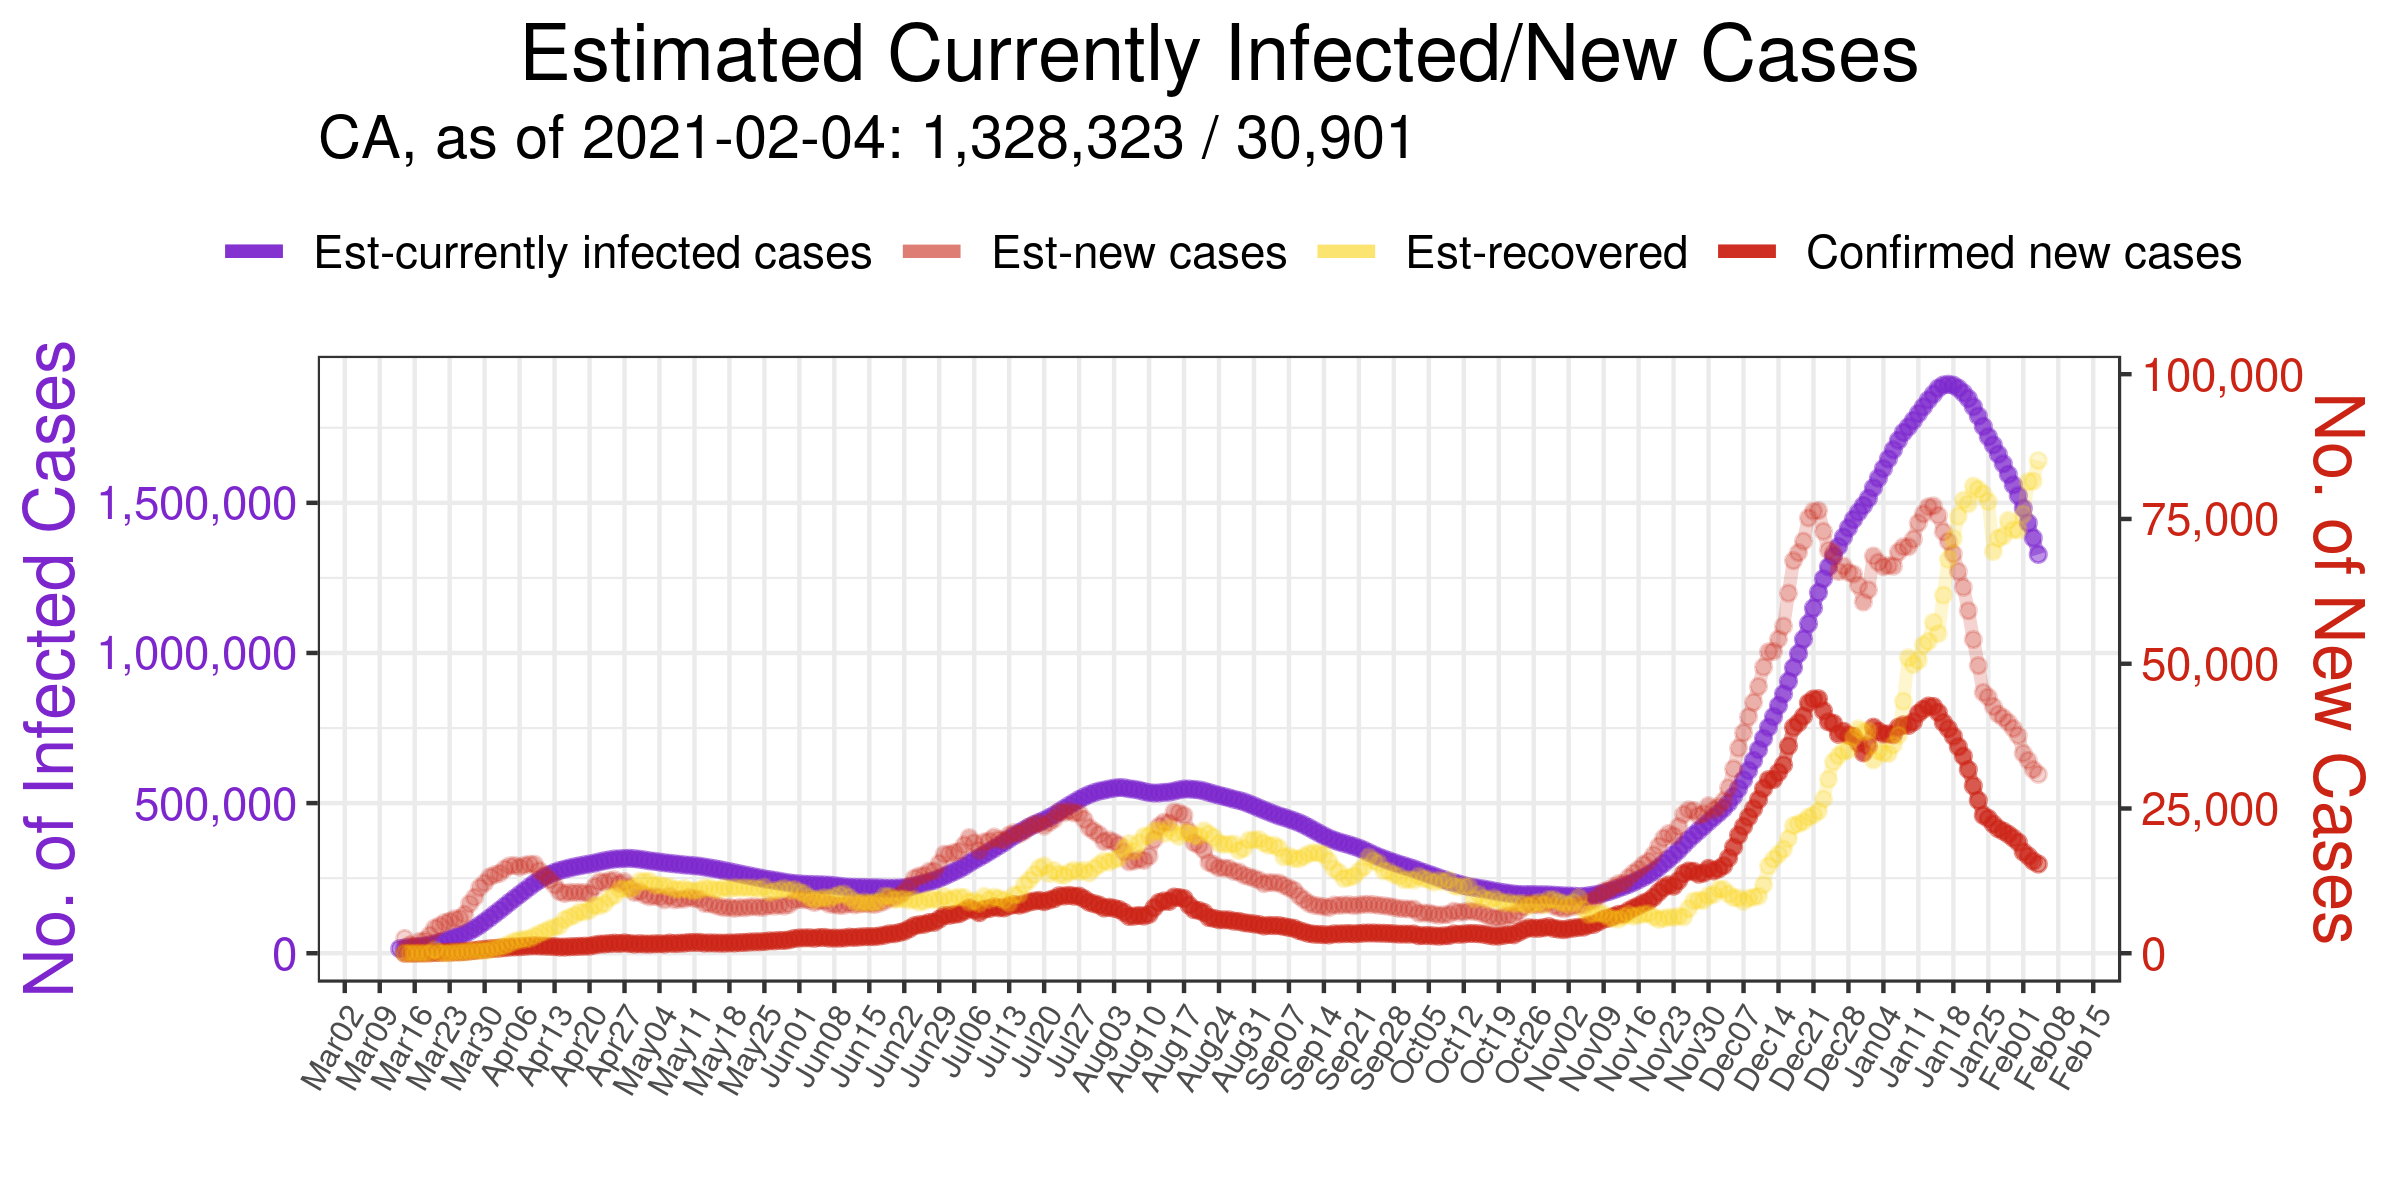 Estimated Currently Infected/New Cases
CA, as of 2021-02-04: 1,328,323 / 30,901
Est-currently infected cases Est-new cases Est-recovered Confirmed new cases
No. of Infected Cases
1,500,000
1,000,000
500,000
0
100,000
75,000
50,000
25,000
0
No. of New Cases
Mar02 Mar09 Mar16 Mar23 Mar30 Apr06 Apr13 Apr20 Apr27 May04 May11 May18 May25 Jun01 Jun08 Jun15 Jun22 Jun29 Jul06 Jul13 Jul20 Jul27 Aug03 Aug10 Aug17 Aug24 Aug31 Sep07 Sep14 Sep21 Sep28 Oct05 Oct12 Oct19 Oct26 Nov02 Nov09 Nov16 Nov23 Nov30 Dec07 Dec14 Dec21 Dec28 Jan04 Jan11 Jan18 Jan25 Feb01 Feb08 Feb15